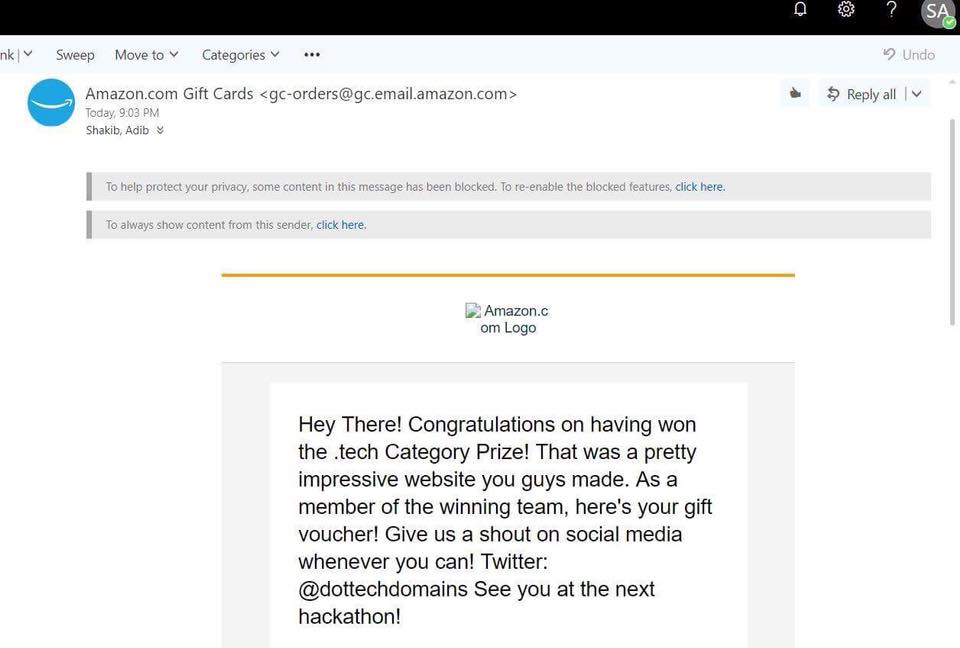 ?
SA
nk | Sweep Move to Categories ••• Undo
Amazon.com Gift Cards <gc-orders@gc.email.amazon.com>
Reply all
Today, 9:03 PM
Shakib, Adib
To help protect your privacy, some content in this message has been blocked. To re-enable the blocked features, click here.
To always show content from this sender, click here.
Amazon.c
om Logo
Hey There! Congratulations on having won
the .tech Category Prize! That was a pretty
impressive website you guys made. As a
member of the winning team, here's your gift
voucher! Give us a shout on social media
whenever you can! Twitter:
@dottechdomains See you at the next
hackathon!